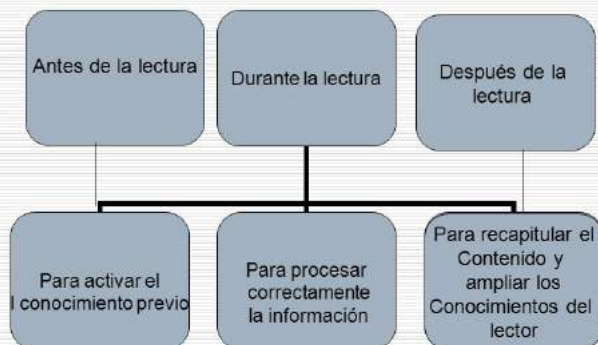 Antes de la lectura
Durante la lectura
Después de la
lectura
Para activar el
l conocimiento previo
Para procesar
correctamente
la información
Para recapitular el
Contenido y
ampliar los
Conocimientos del
lector